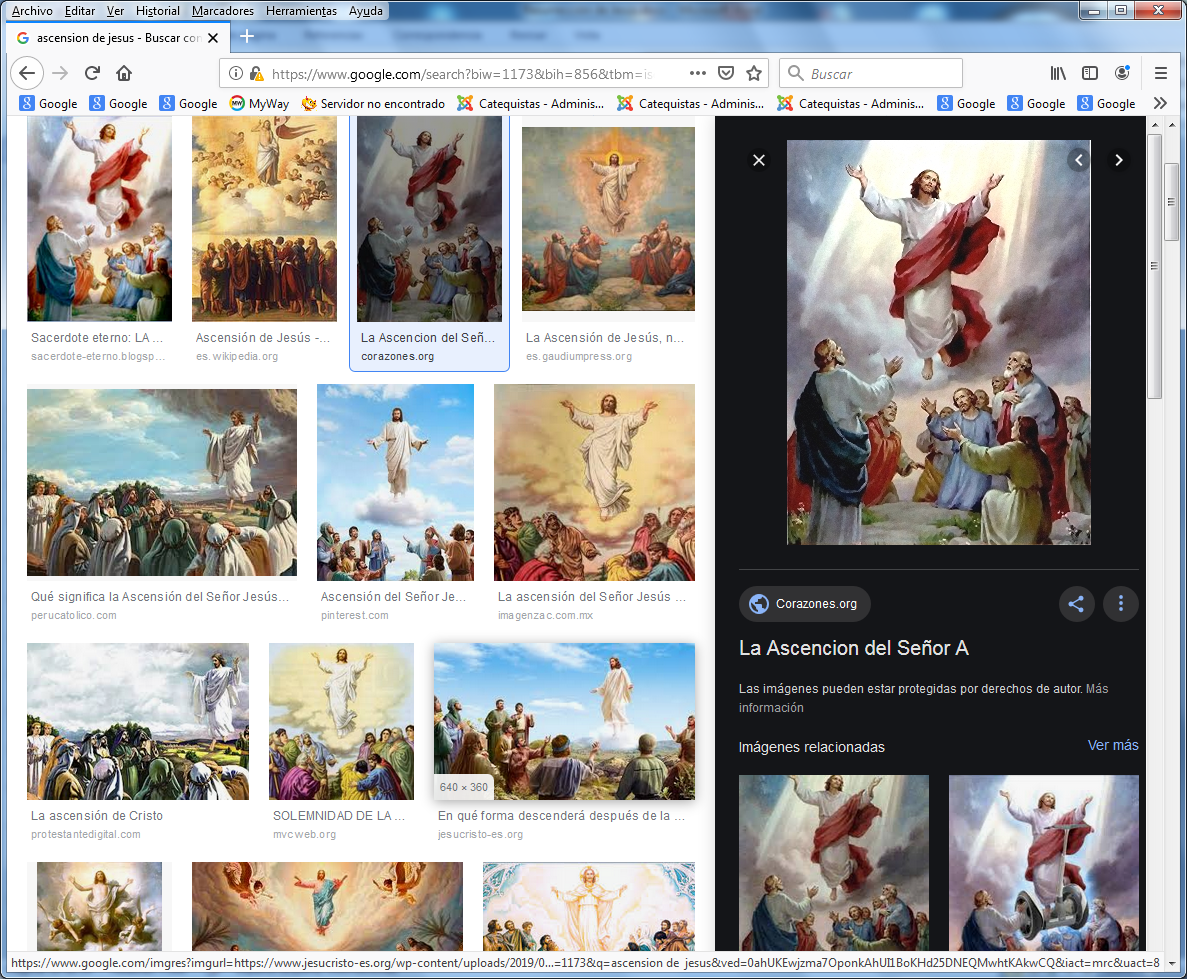 Archivo Editar Ver Historial Marcadores Herramientas Ayuda
ascension de jesus - Buscar con
https://www.google.com/search?biw=1173&bih=856&tbm=is
Buscar
Google Google Google MyWay Servidor no encontrado Catequistas - Adminis... Catequistas - Adminis... Catequistas - Adminis... Google Google Google
Sacerdote eterno: LA ...
sacerdote-eterno.blogsp...
Ascensión de Jesús -...
es.wikipedia.org
La Ascencion del Señ...
corazones.org
La Ascensión de Jesús, n...
es.gaudiumpress.org
Qué significa la Ascensión del Señor Jesús...
perucatolico.com
Ascensión del Señor Je...
pinterest.com
La ascensión del Señor Jesús ...
imagenzac.com.mx
La ascensión de Cristo
protestantedigital.com
SOLEMNIDAD DE LA ...
mvcweb.org
640 × 360
En qué forma descenderá después de la ...
jesucristo-es.org
Corazones.org
La Ascencion del Señor A
Las imágenes pueden estar protegidas por derechos de autor. Más
información
Imágenes relacionadas
Ver más
https://www.google.com/imgres?imgurl=https://www.jesucristo-es.org/wp-content/uploads/2019/0...=1173&q=ascension de jesus&ved=0ahUKEwjzma7OponkAhUI1BoKHd25DNEQMwhtKAkwCQ&iact=mrc&uact=8